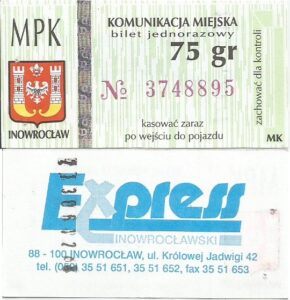 MPK
KOMUNIKACJA MIEJSKA
bilet jednorazowy
75 gr
№ 3748895
kasować zaraz
po wejściu do pojazdu
INOWROCŁAW
zachować dla kontroli
MK
Express
INOWROCŁAWSKI
88 - 100 INOWROCŁAW, ul. Królowej Jadwigi 42
35 51 651, 35 51 652, fax 35 51 653